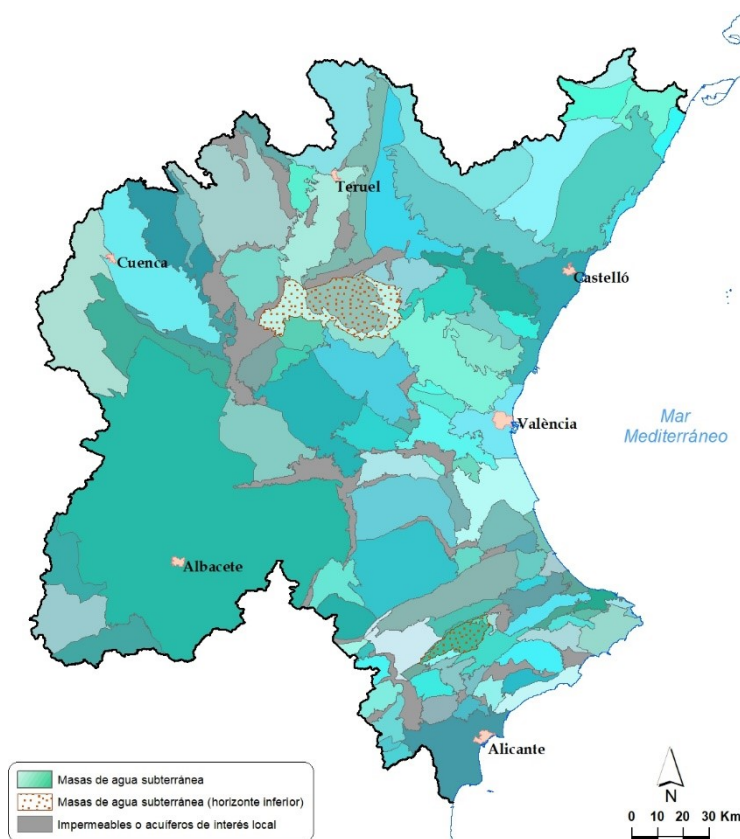 Teruel
Cuenca
Castelló
València
Mar
Mediterráneo
Albacete
Alicante
Masas de agua subterránea
Masas de agua subterránea (horizonte inferior)
Impermeables o acuíferos de interés local
N
0 10 20 30 Km